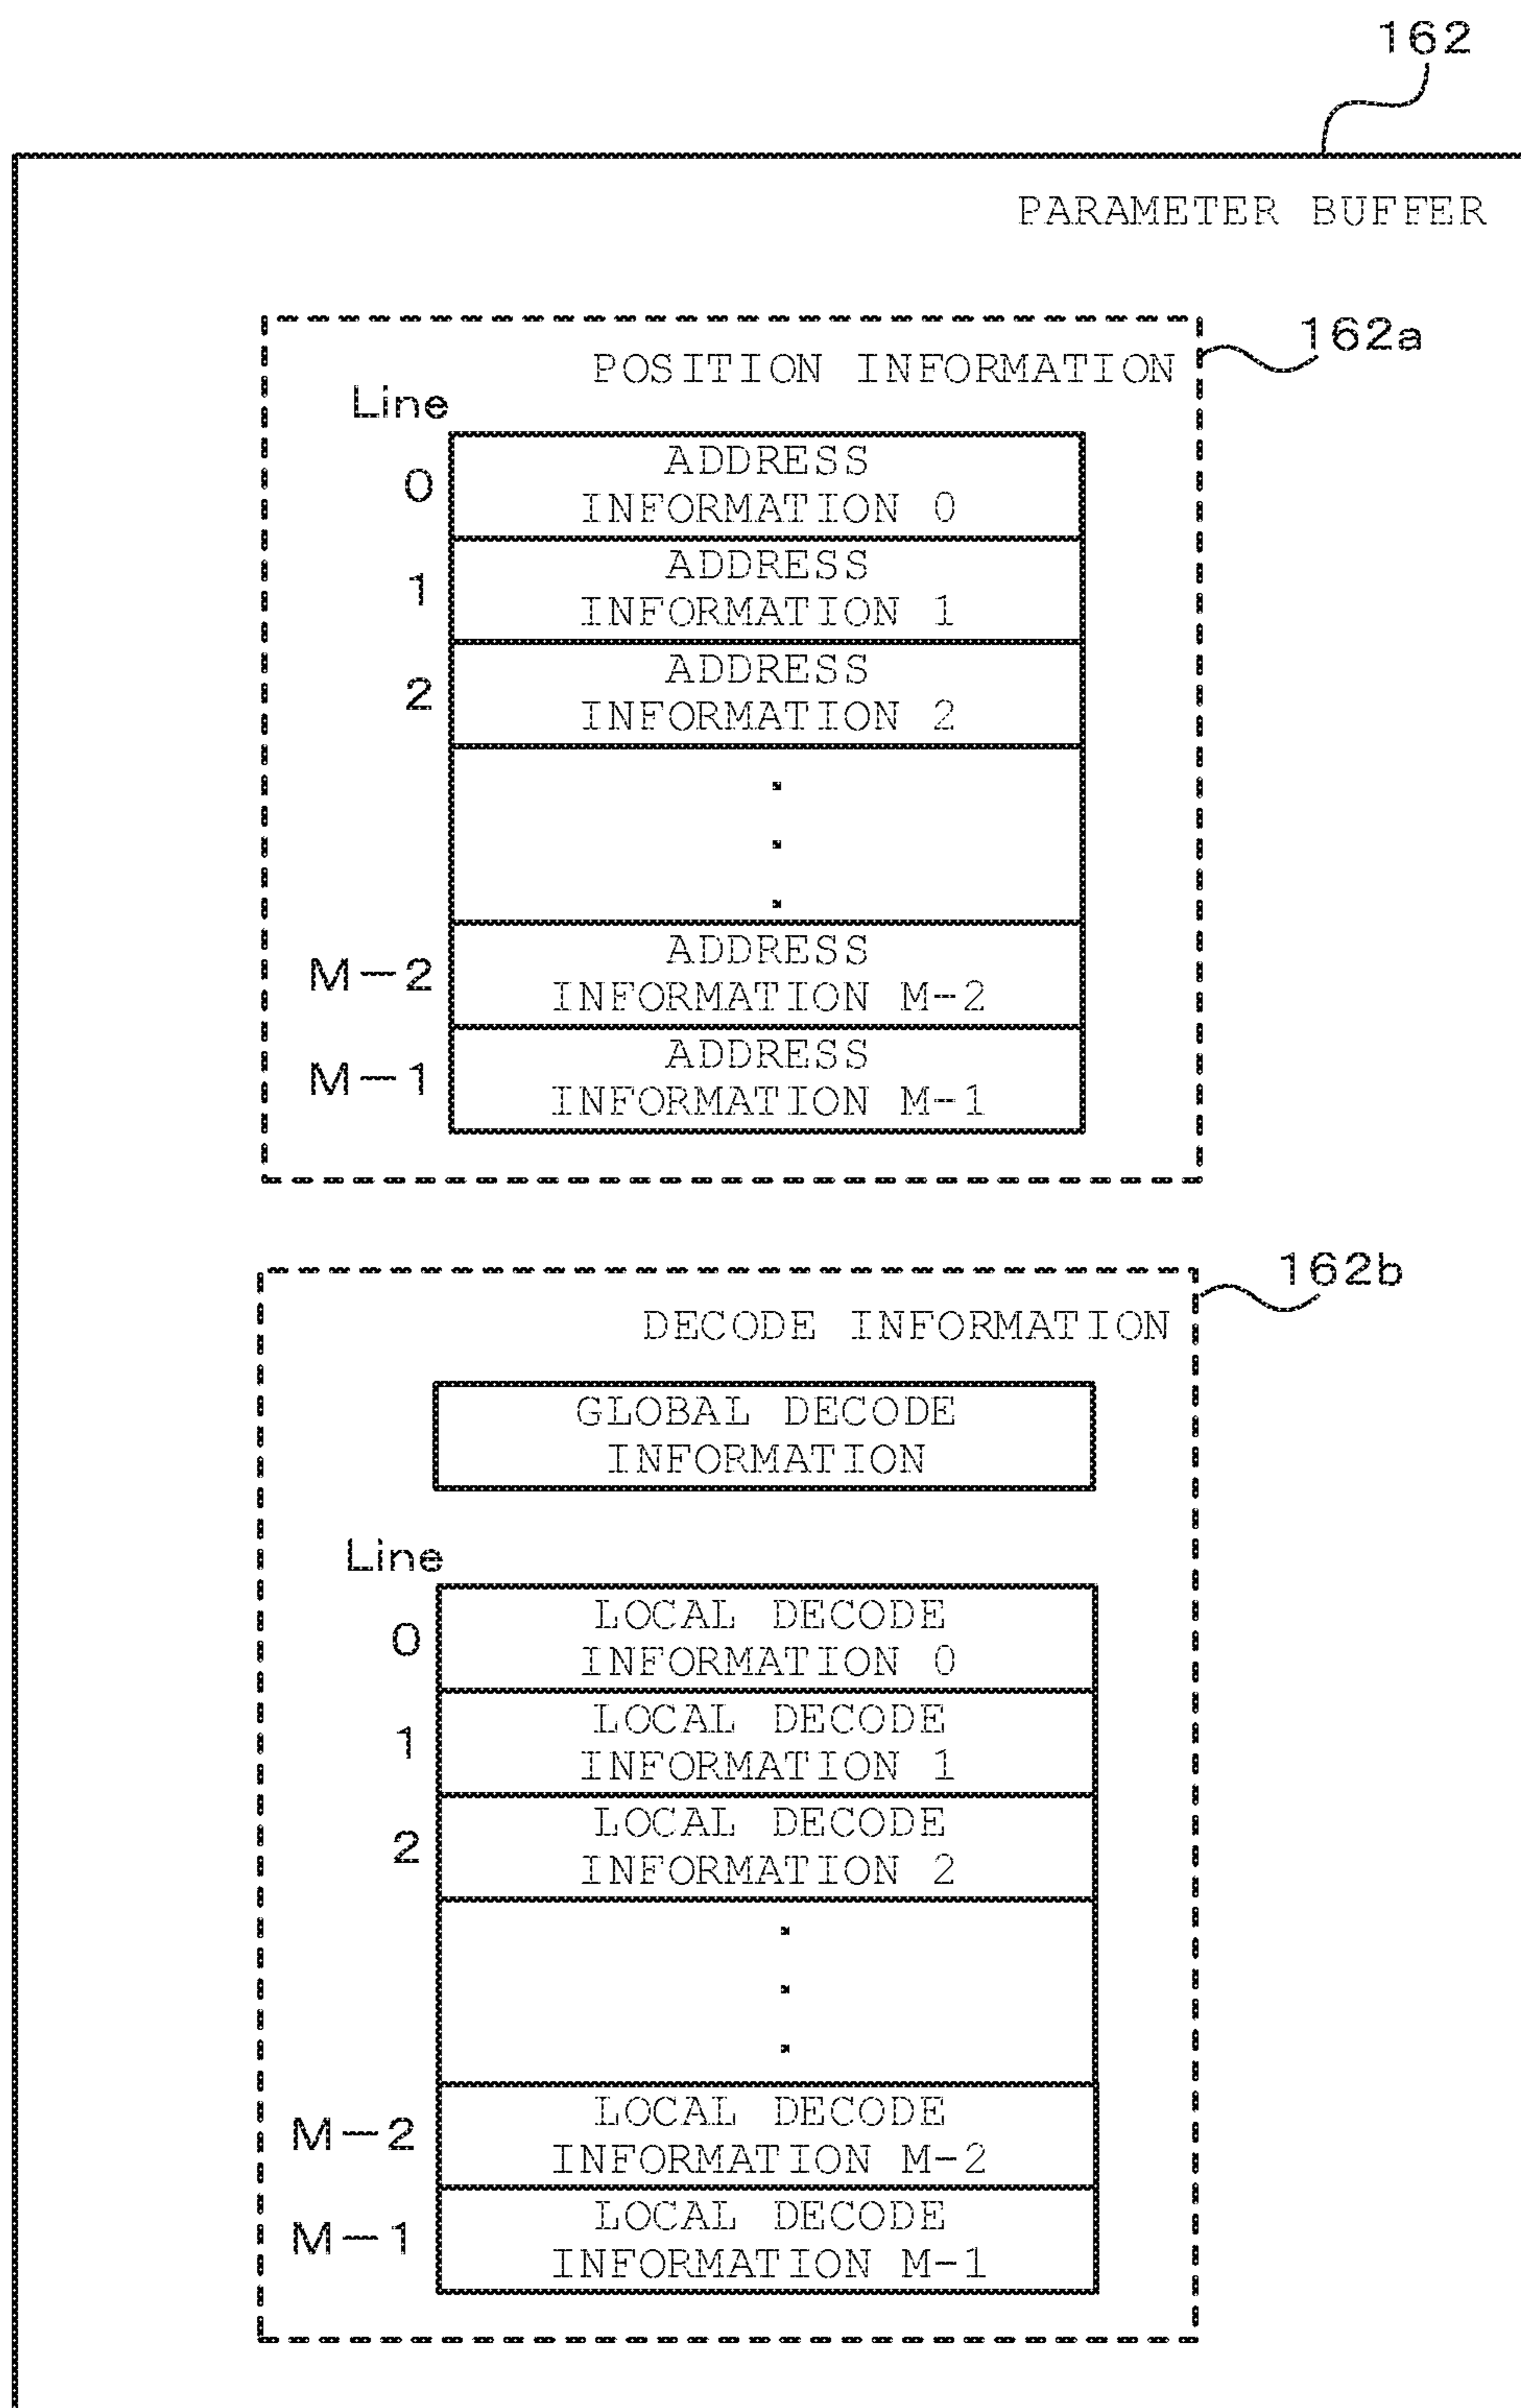 162
PARAMETER BUFFER
162a
POSITION INFORMATION
Line
0
ADDRESS
INFORMATION 0
1
ADDRESS
INFORMATION 1
2
ADDRESS
INFORMATION 2
.
.
.
M-2
ADDRESS
INFORMATION M-2
M-1
ADDRESS
INFORMATION M-1
162b
DECODE INFORMATION
GLOBAL DECODE
INFORMATION
Line
0
LOCAL DECODE
INFORMATION 0
1
LOCAL DECODE
INFORMATION 1
2
LOCAL DECODE
INFORMATION 2
.
.
.
M-2
LOCAL DECODE
INFORMATION M-2
M-1
LOCAL DECODE
INFORMATION M-1